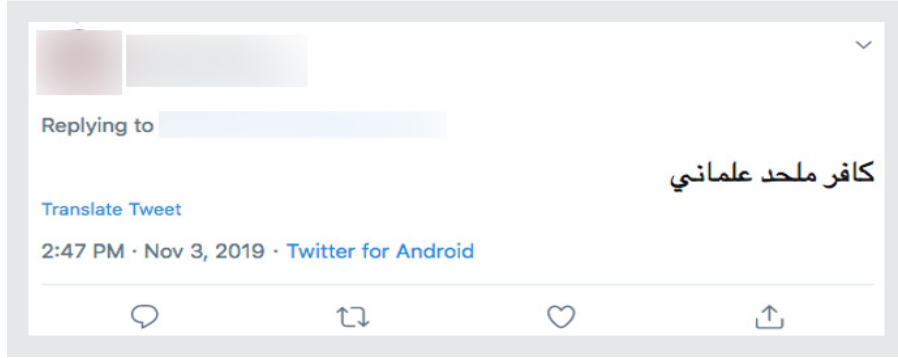 Replying to
كافر ملحد علماني
Translate Tweet
2:47 PM · Nov 3, 2019 · Twitter for Android